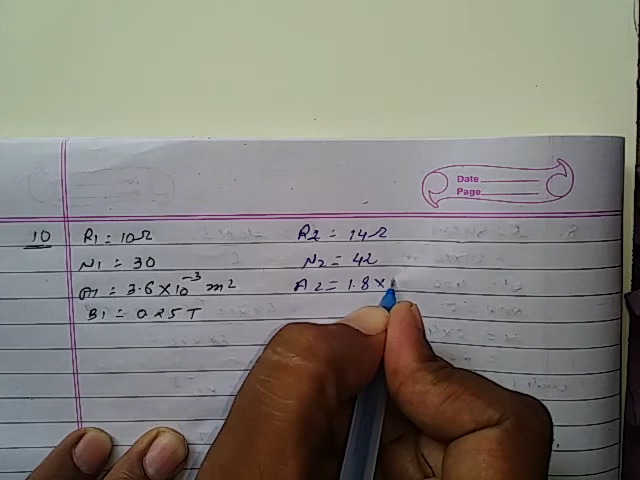 Date
Page
10 R1 = 10Ω R2 = 14Ω
N1 = 30 N2 = 42
A1 = 3.6 × 10⁻³ m² A2 = 1.8 ×
B1 = 0.25 T